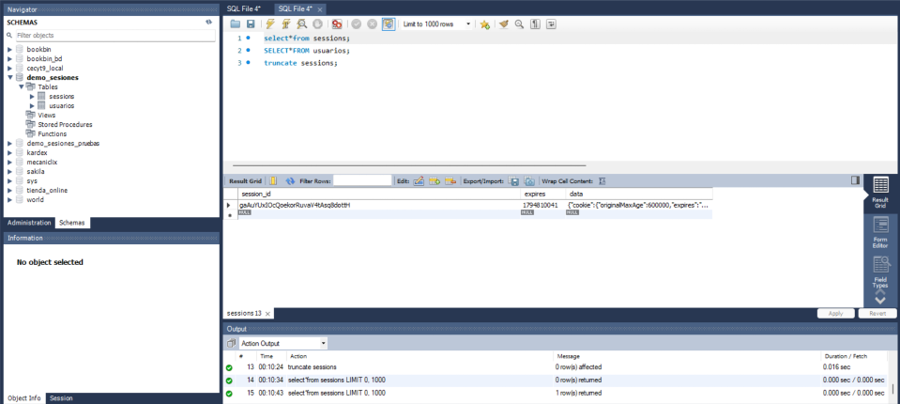 Navigator
SCHEMAS
Filter objects
bookbin
bookbin_bd
cecyt9_local
demo_sesiones
Tables
sessions
usuarios
Views
Stored Procedures
Functions
demo_sesiones_pruebas
kardex
mecaniclix
sakila
sys
tienda_online
world
Administration Schemas
Information
No object selected
Object Info Session
SQL File 4* SQL File 4*
Limit to 1000 rows
1 select*from sessions;
2 SELECT*FROM usuarios;
3 truncate sessions;
Result Grid Filter Rows: Edit: Export/Import: Wrap Cell Content:
session_id expires data
1794810041 {"cookie":{"originalMaxAge":600000,"expires":"...
NULL NULL NULL
Result Grid
Form Editor
Field Types
sessions 13
Apply Revert
Output
Action Output
# Time Action Message Duration / Fetch
13 00:10:24 truncate sessions 0 row(s) affected 0.016 sec
14 00:10:34 select*from sessions LIMIT 0, 1000 0 row(s) returned 0.000 sec / 0.000 sec
15 00:10:43 select*from sessions LIMIT 0, 1000 1 row(s) returned 0.000 sec / 0.000 sec